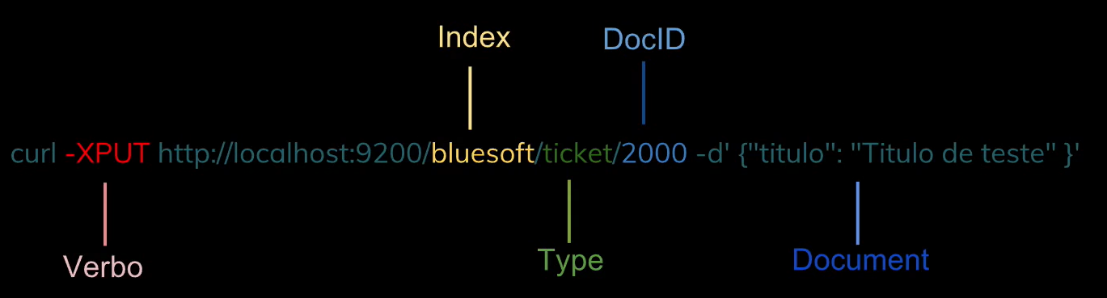 Index DocID
curl -XPUT http://localhost:9200/bluesoft/ticket/2000 -d' {"titulo": "Titulo de teste" }'
Verbo Type Document